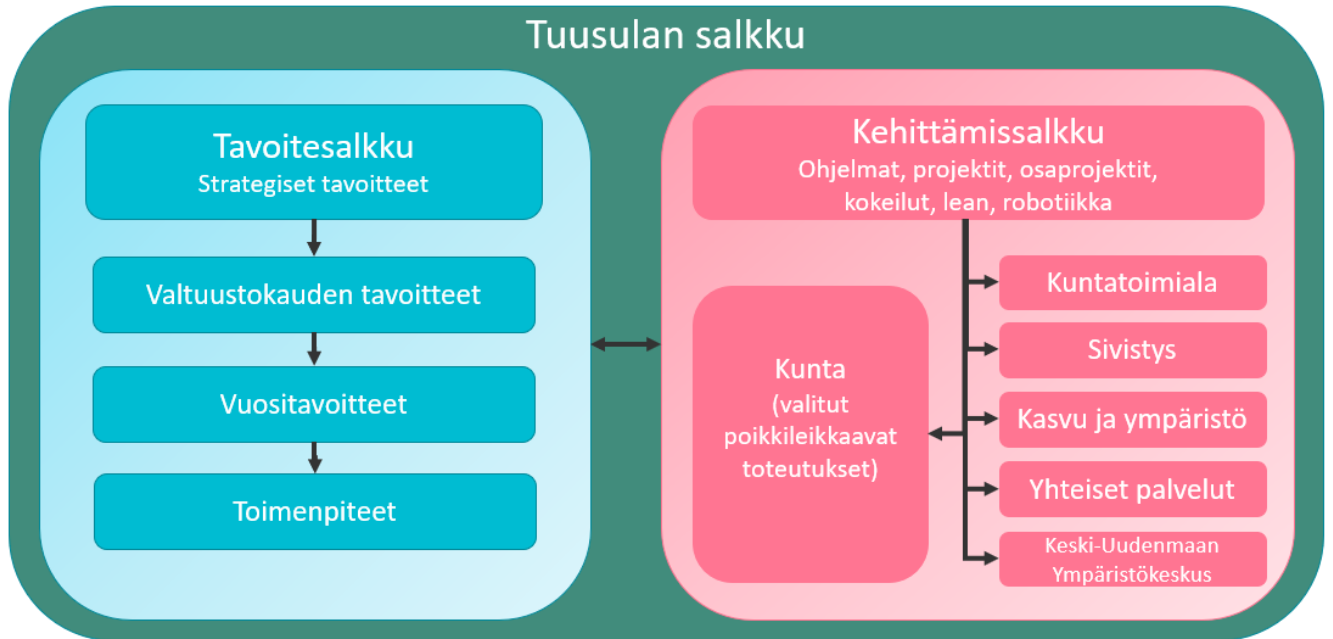 Tuusulan salkku
Tavoitesalkku
Strategiset tavoitteet
Valtuustokauden tavoitteet
Vuositavoitteet
Toimenpiteet
Kehittämissalkku
Ohjelmat, projektit, osaprojektit,
kokeilut, lean, robotiikka
Kunta
(valitut
poikkileikkaavat
toteutukset)
Kuntatoimiala
Sivistys
Kasvu ja ympäristö
Yhteiset palvelut
Keski-Uudenmaan
Ympäristökeskus